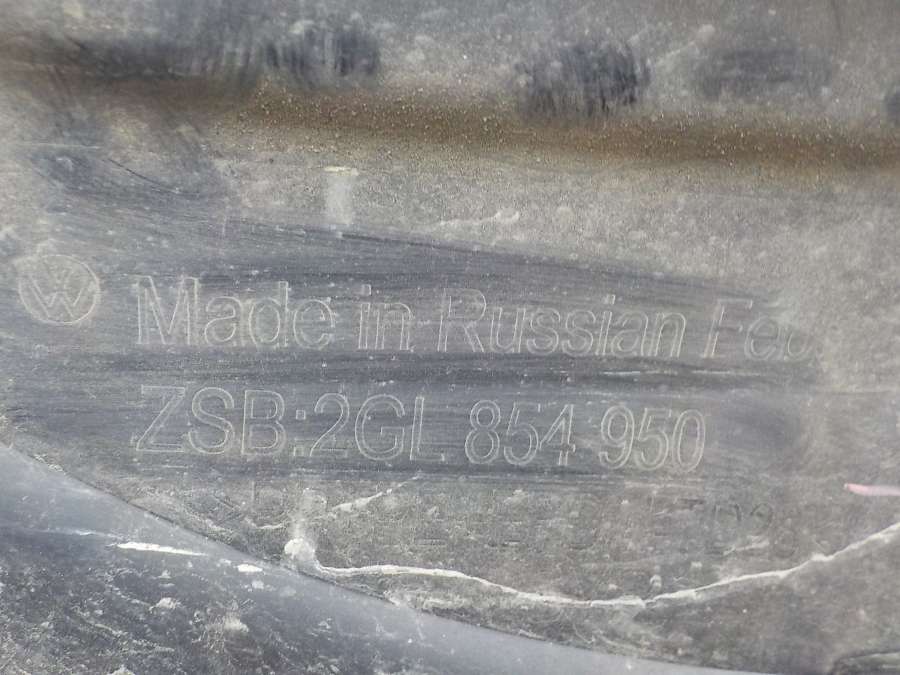 Made in Russian Fed
ZSB:2GL 854 950